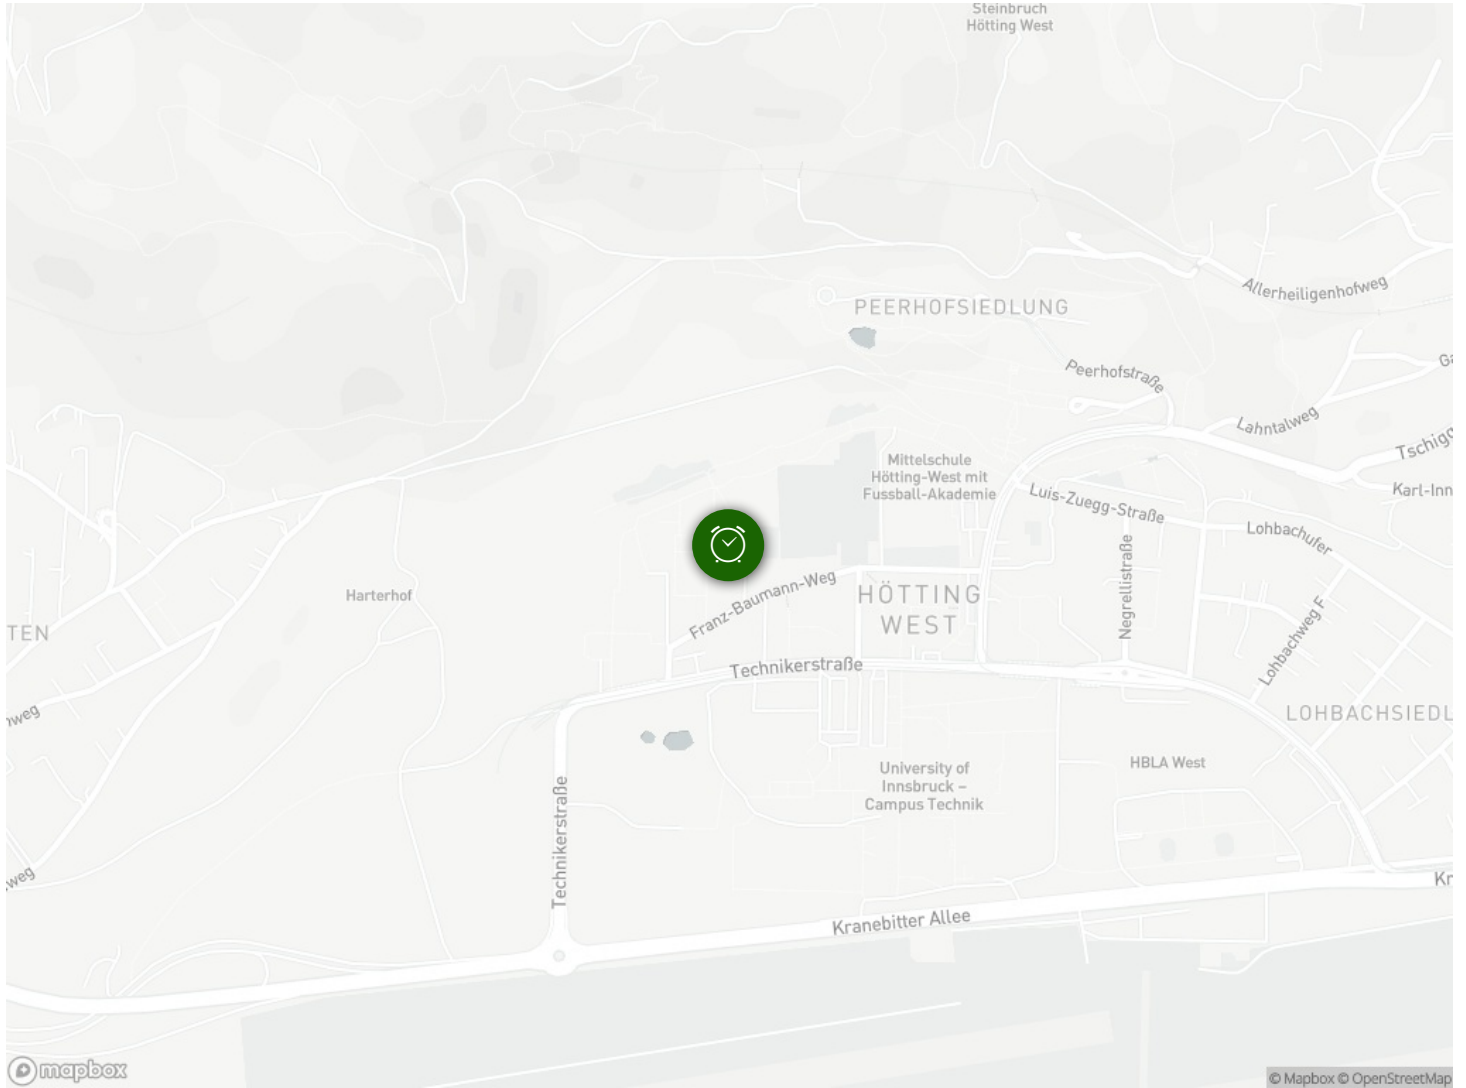 Steinbruch
Hötting West
Allerheiligenhofweg
PEERHOFSIEDLUNG
Peerhofstraße
Ga
Lahntalweg
Tschigg
Mittelschule
Hötting-West mit
Fussball-Akademie
Luis-Zuegg-Straße
Karl-Inn
Lohbachufer
Negrellistraße
Franz-Baumann-Weg
Harterhof
HÖTTING
WEST
TEN
Lohbachweg F
Technikerstraße
weg
LOHBACHSIEDL
University of
Innsbruck –
Campus Technik
HBLA West
Technikerstraße
weg
Kr
Kranebitter Allee
mapbox
© Mapbox © OpenStreetMap